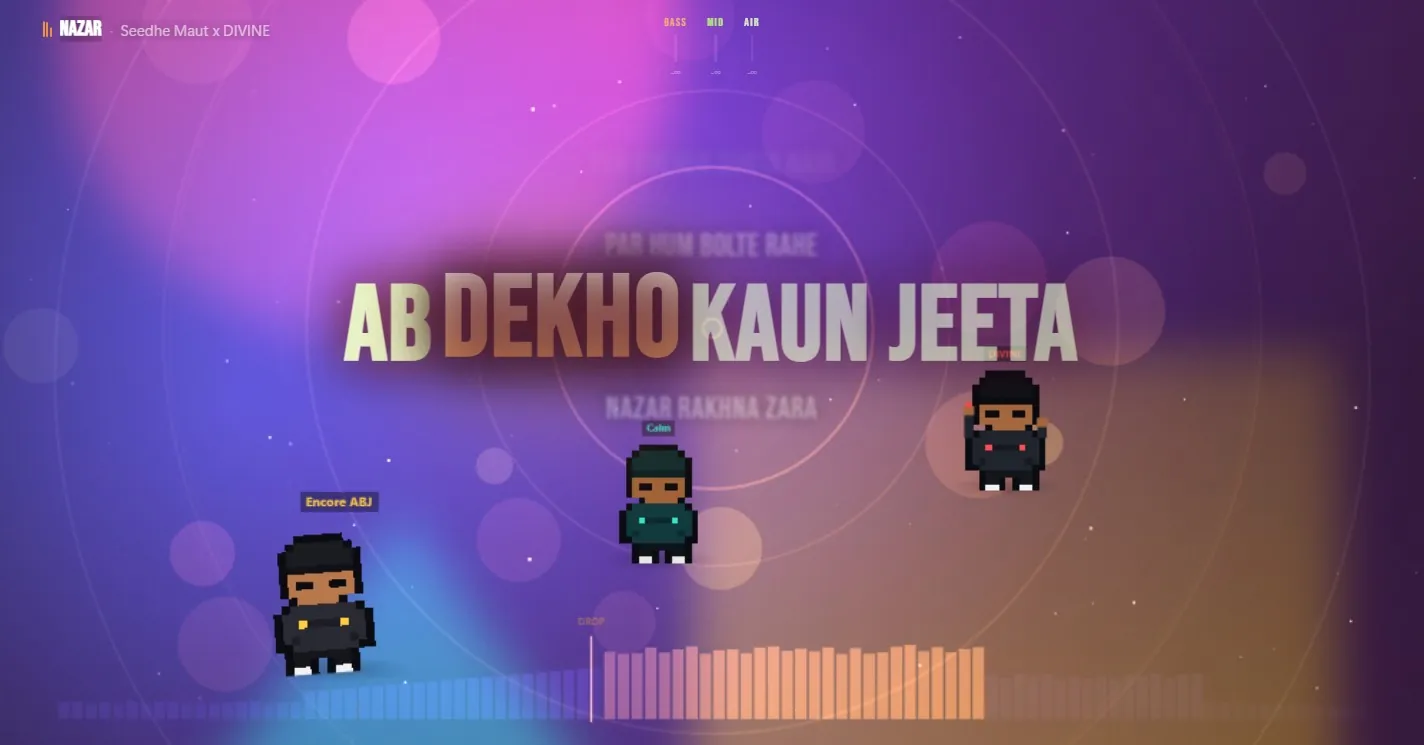 NAZAR · Seedhe Maut x DIVINE
BASS MID AIR
PAR HUM BOLTE RAHE
AB DEKHO KAUN JEETA
DIVINE
NAZAR RAKHNA ZARA
Calm
Encore ABJ
DROP